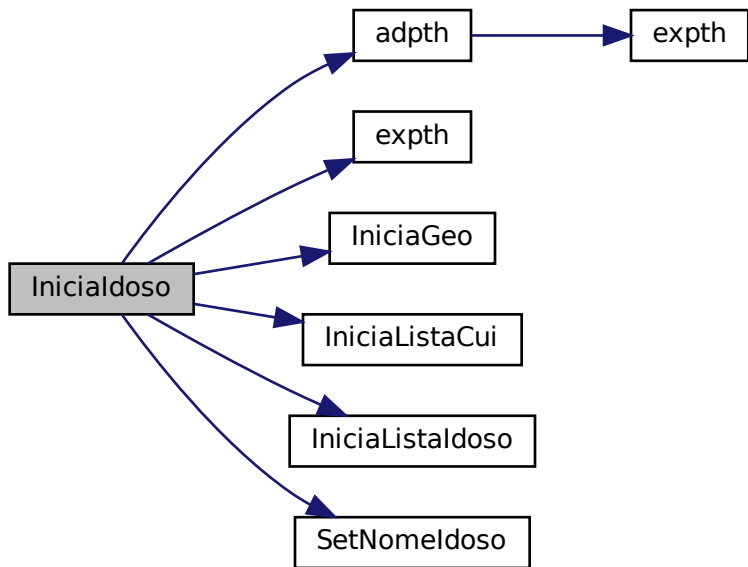 adpth
expth
expth
IniciaGeo
IniciaIdoso
IniciaListaCui
IniciaListaIdoso
SetNomeIdoso